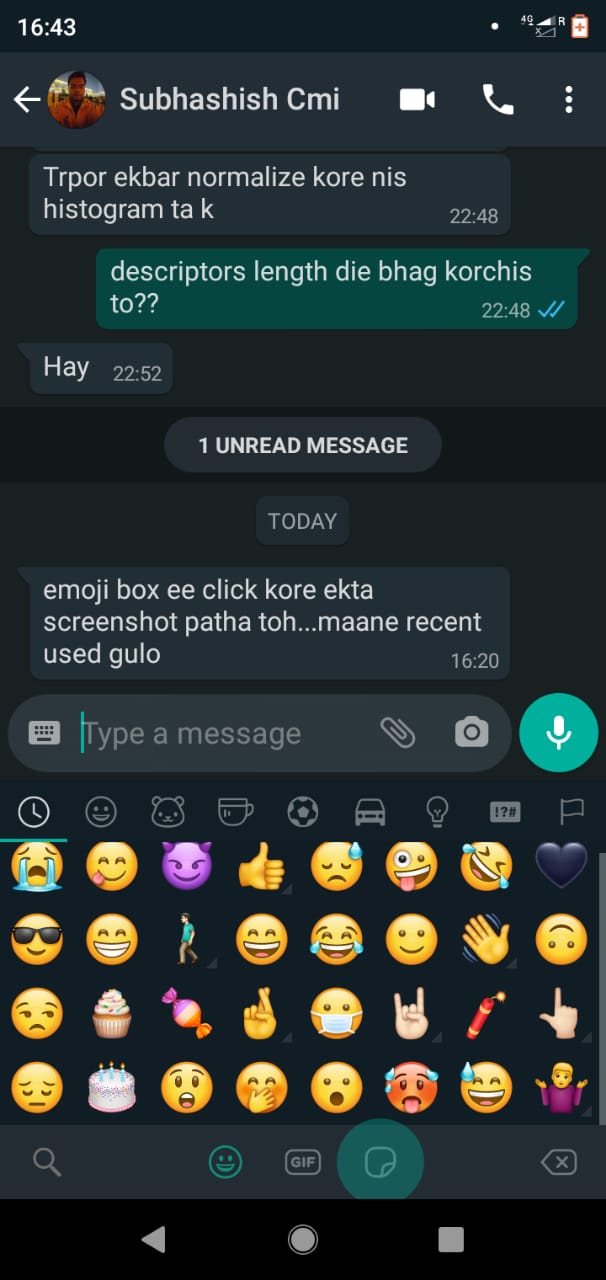 16:43
4G R
Subhashish Cmi
Trpor ekbar normalize kore nis
histogram ta k
22:48
descriptors length die bhag korchis
to??
22:48
Hay 22:52
1 UNREAD MESSAGE
TODAY
emoji box ee click kore ekta
screenshot patha toh...maane recent
used gulo
16:20
Type a message
!?#
GIF